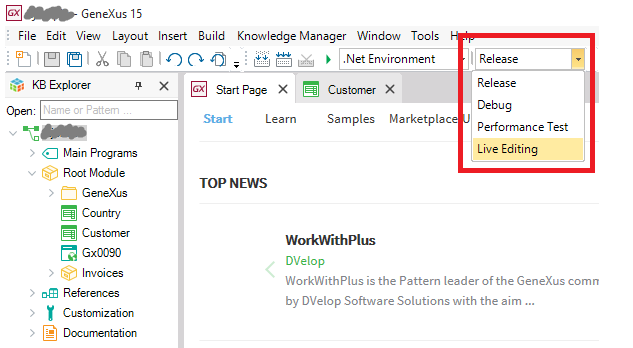 GX - GeneXus 15
File Edit View Layout Insert Build Knowledge Manager Window Tools Help
.Net Environment Release
Release
Debug
Performance Test
Live Editing
KB Explorer
Open: Name or Pattern ...
Main Programs
Root Module
GeneXus
Country
Customer
Gx0090
Invoices
References
Customization
Documentation
GX Start Page Customer
Start Learn Samples Marketplace U
TOP NEWS
WorkWithPlus
DVelop
WorkWithPlus is the Pattern leader of the GeneXus comm
by DVelop Software Solutions with the aim ...